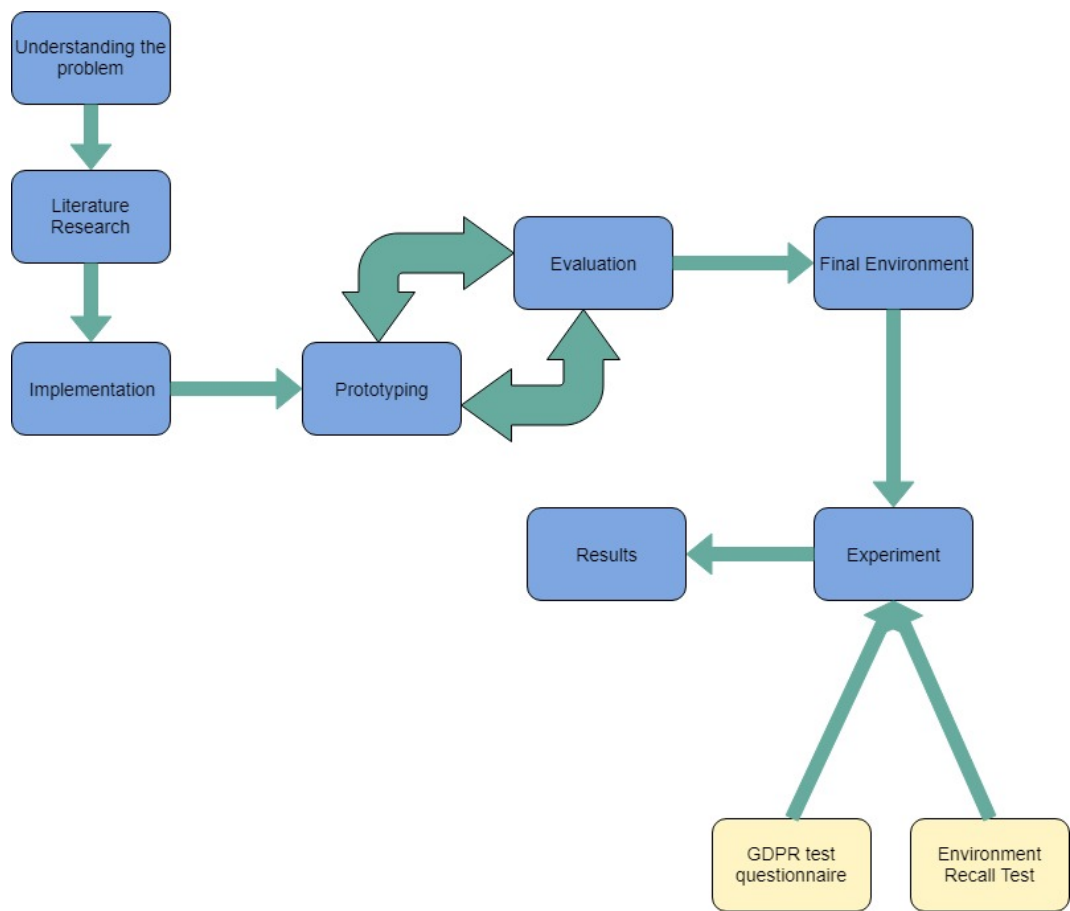 Understanding the
problem
Literature
Research
Implementation
Prototyping
Evaluation
Final Environment
Experiment
Results
GDPR test
questionnaire
Environment
Recall Test